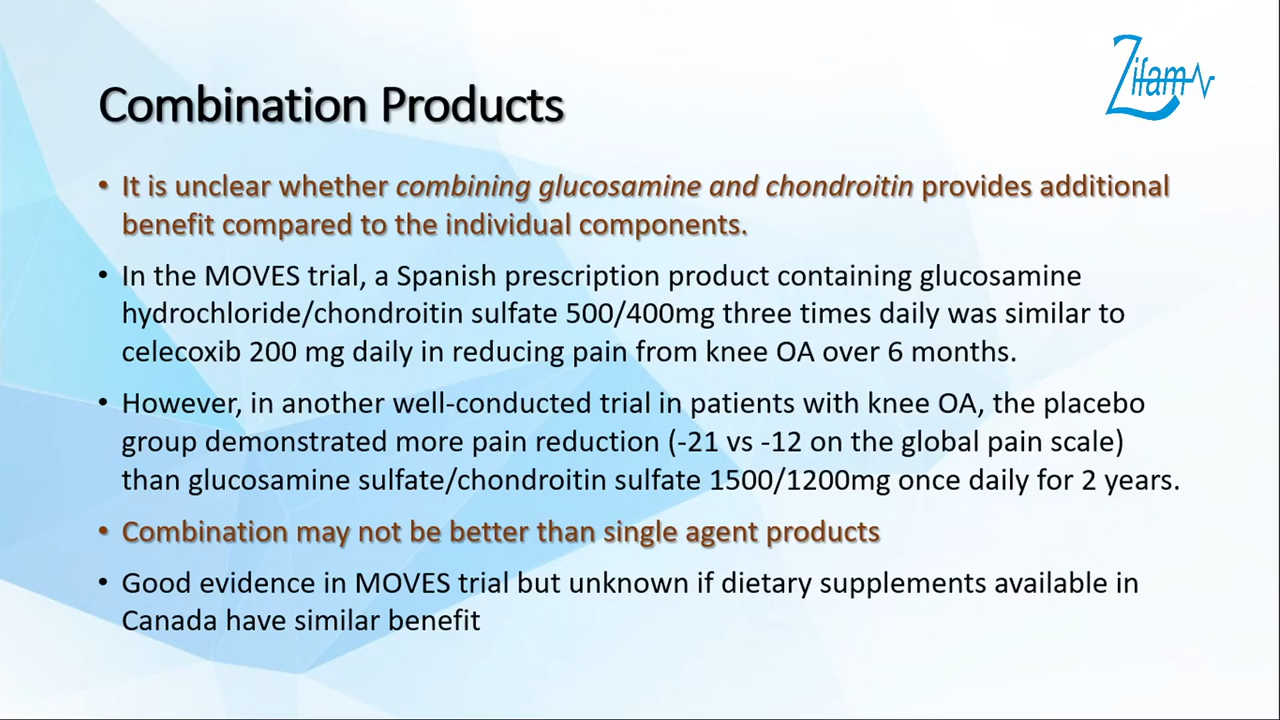 Zifam
Combination Products
• It is unclear whether combining glucosamine and chondroitin provides additional
benefit compared to the individual components.
• In the MOVES trial, a Spanish prescription product containing glucosamine
hydrochloride/chondroitin sulfate 500/400mg three times daily was similar to
celecoxib 200 mg daily in reducing pain from knee OA over 6 months.
• However, in another well-conducted trial in patients with knee OA, the placebo
group demonstrated more pain reduction (-21 vs -12 on the global pain scale)
than glucosamine sulfate/chondroitin sulfate 1500/1200mg once daily for 2 years.
• Combination may not be better than single agent products
• Good evidence in MOVES trial but unknown if dietary supplements available in
Canada have similar benefit